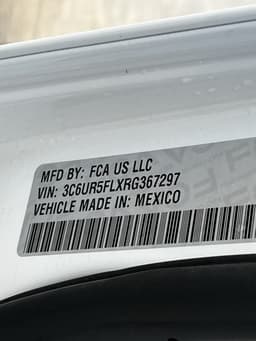 MFD BY: FCA US LLC
VIN: 3C6UR5FLXRG367297
VEHICLE MADE IN: MEXICO